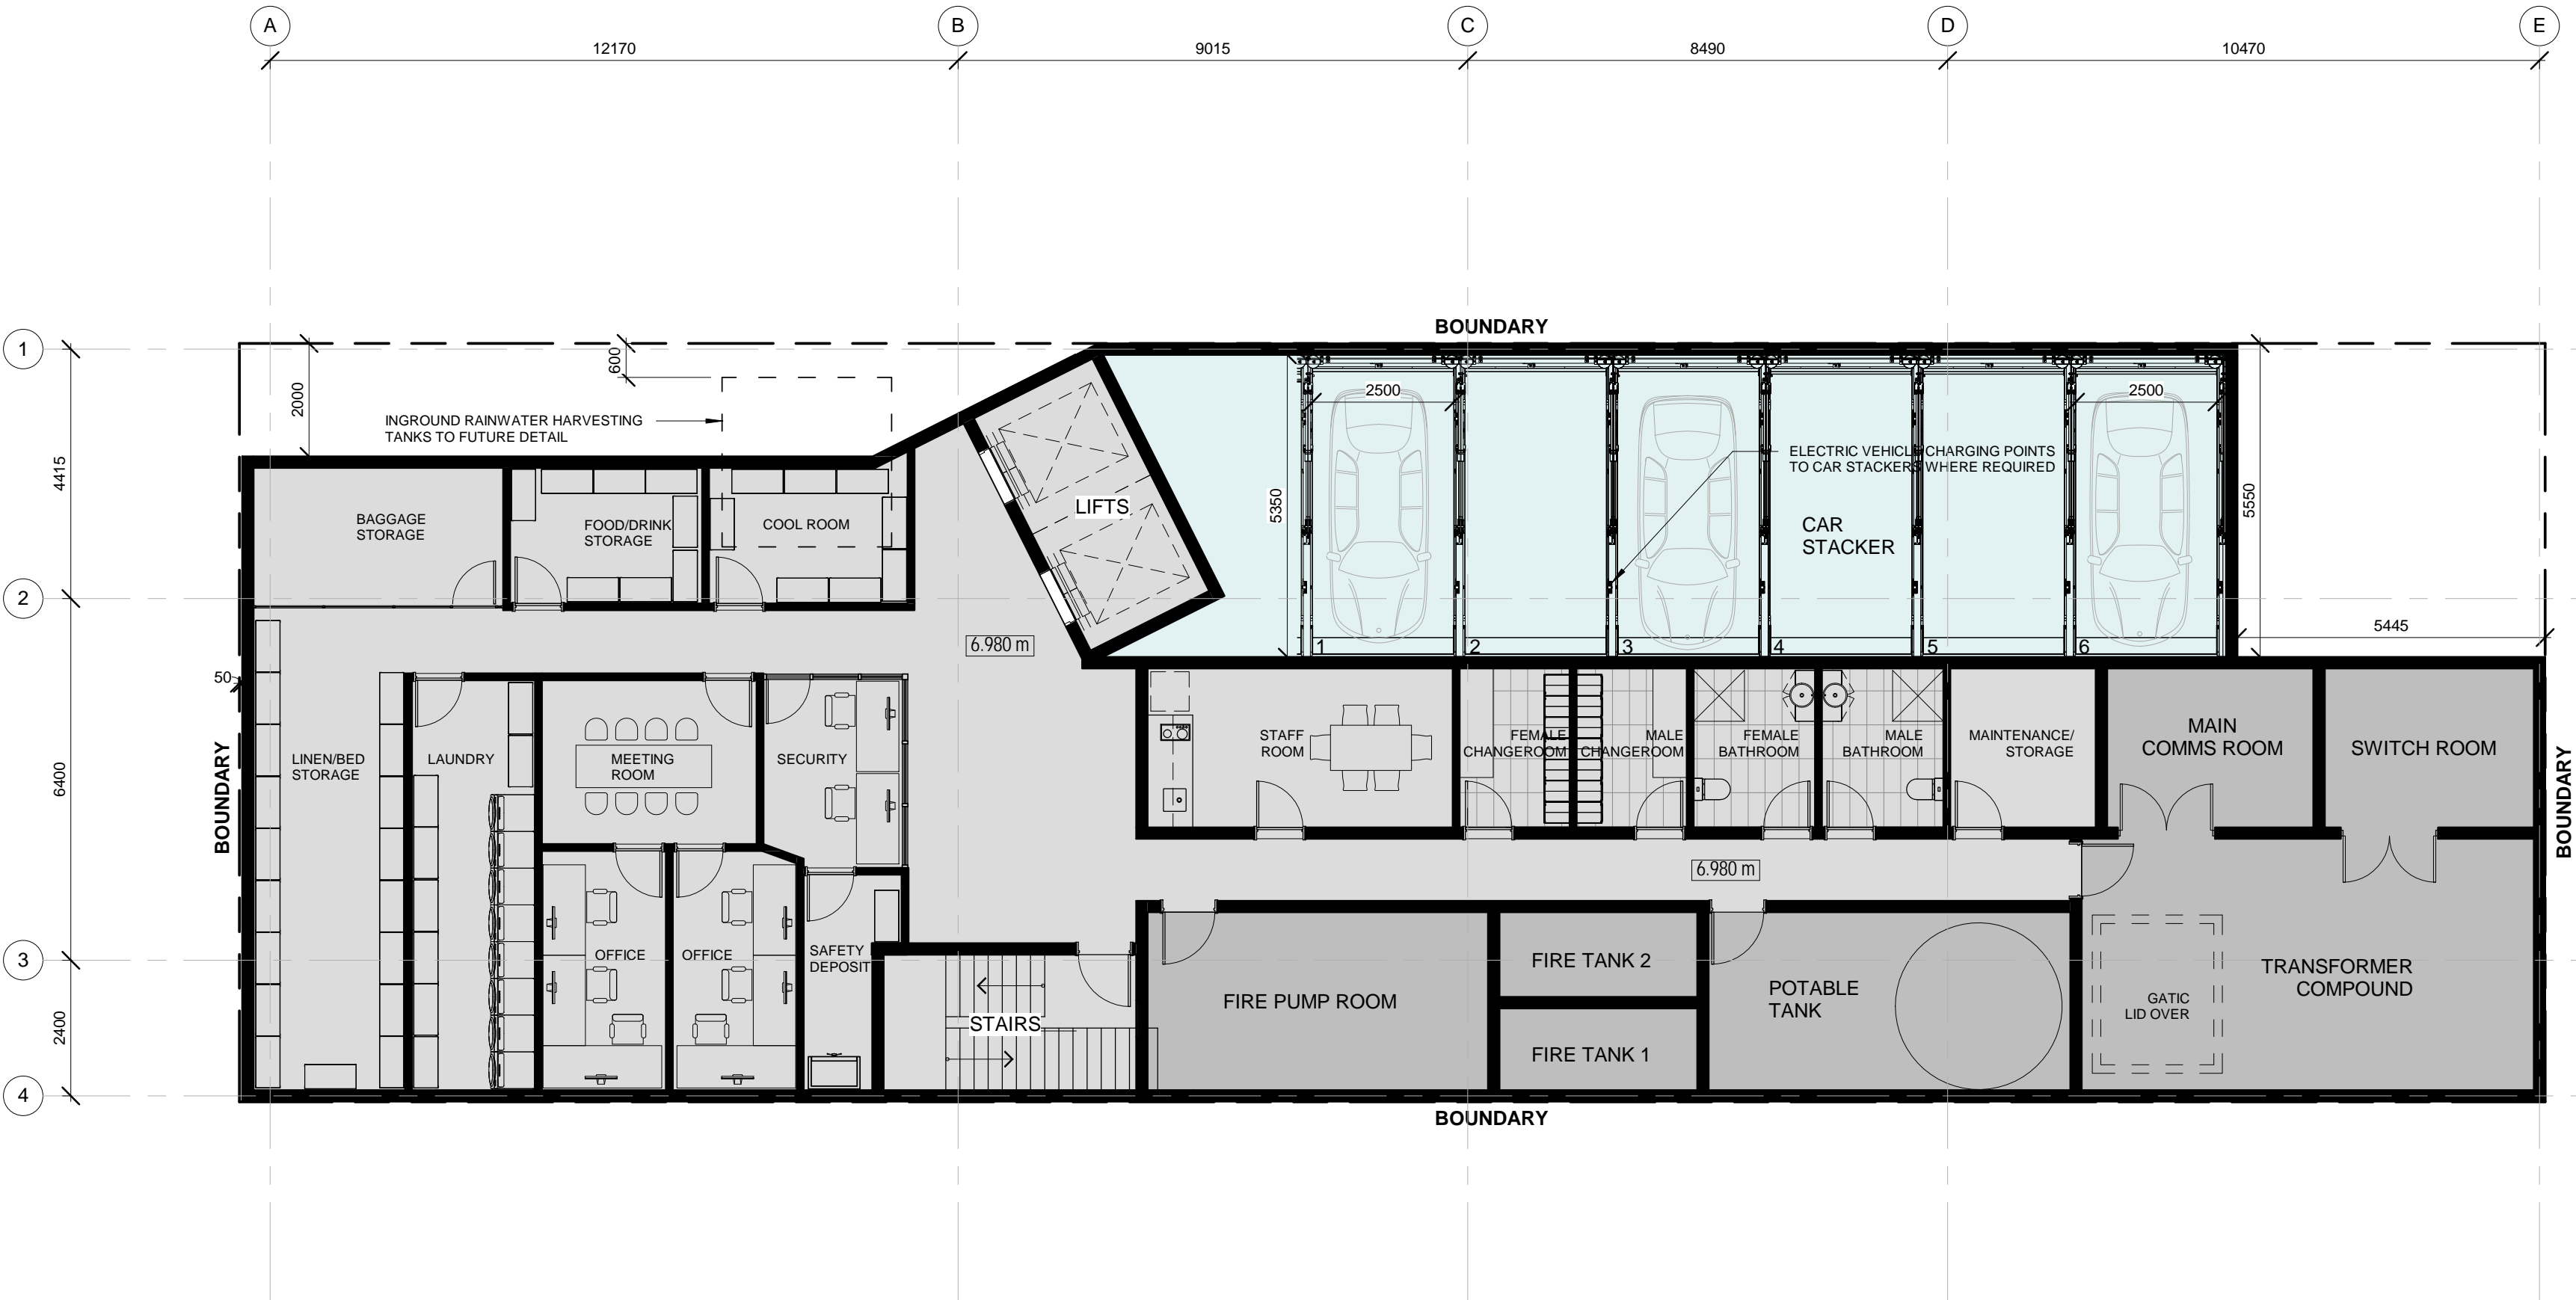 A
B
C
D
E
12170
9015
8490
10470
BOUNDARY
1
600
2000
INGROUND RAINWATER HARVESTING
TANKS TO FUTURE DETAIL
2500
2500
4415
ELECTRIC VEHICLE CHARGING POINTS
TO CAR STACKERS WHERE REQUIRED
5350
5550
LIFTS
BAGGAGE
STORAGE
FOOD/DRINK
STORAGE
COOL ROOM
CAR
STACKER
2
6.980 m
1
2
3
4
5
6
5445
50
BOUNDARY
6400
LINEN/BED
STORAGE
LAUNDRY
MEETING
ROOM
SECURITY
STAFF
ROOM
FEMALE
CHANGEROOM
MALE
CHANGEROOM
FEMALE
BATHROOM
MALE
BATHROOM
MAINTENANCE/
STORAGE
MAIN
COMMS ROOM
SWITCH ROOM
BOUNDARY
6.980 m
3
OFFICE
OFFICE
SAFETY
DEPOSIT
STAIRS
FIRE PUMP ROOM
FIRE TANK 2
FIRE TANK 1
POTABLE
TANK
GATIC
LID OVER
TRANSFORMER
COMPOUND
2400
4
BOUNDARY